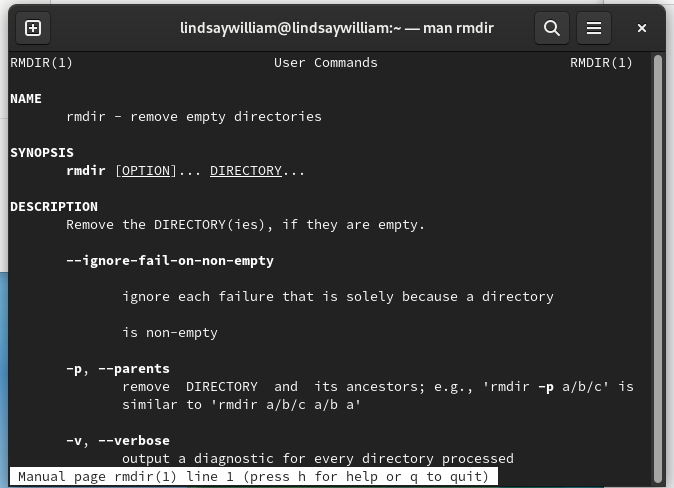 lindsaywilliam@lindsaywilliam:~ — man rmdir
RMDIR(1) User Commands RMDIR(1)
NAME
rmdir - remove empty directories
SYNOPSIS
rmdir [OPTION]... DIRECTORY...
DESCRIPTION
Remove the DIRECTORY(ies), if they are empty.
--ignore-fail-on-non-empty
ignore each failure that is solely because a directory
is non-empty
-p, --parents
remove DIRECTORY and its ancestors; e.g., 'rmdir -p a/b/c' is
similar to 'rmdir a/b/c a/b a'
-v, --verbose
output a diagnostic for every directory processed
Manual page rmdir(1) line 1 (press h for help or q to quit)